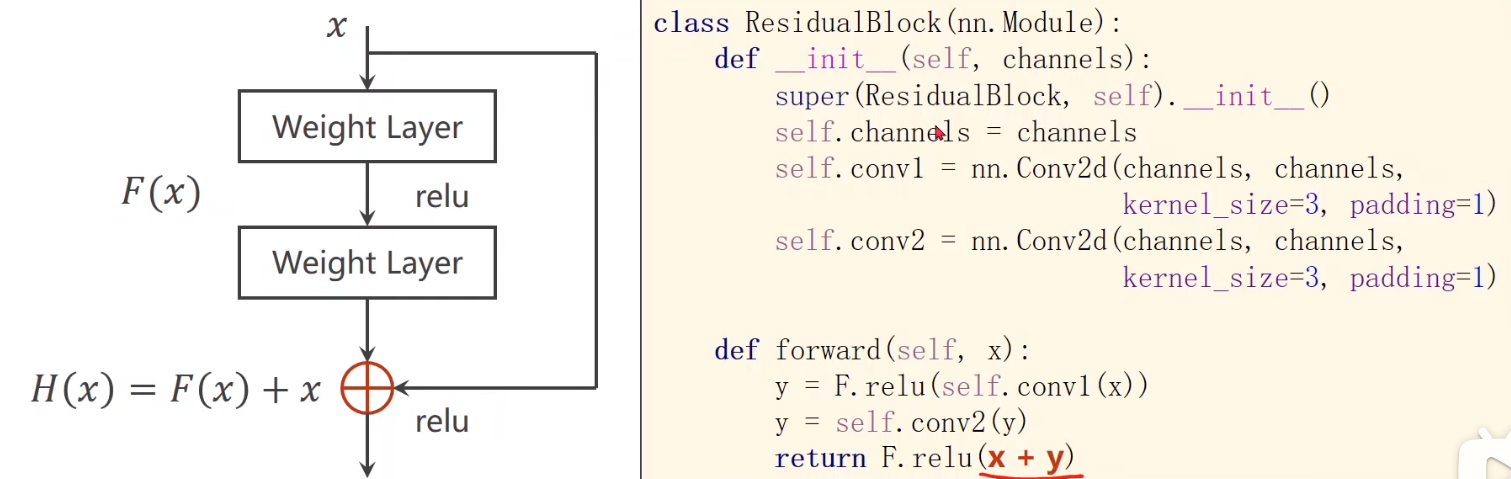 x
Weight Layer
F(x)
relu
Weight Layer
H(x) = F(x) + x
relu
class ResidualBlock(nn.Module):
    def __init__(self, channels):
        super(ResidualBlock, self).__init__()
        self.channels = channels
        self.conv1 = nn.Conv2d(channels, channels,
                               kernel_size=3, padding=1)
        self.conv2 = nn.Conv2d(channels, channels,
                               kernel_size=3, padding=1)
    def forward(self, x):
        y = F.relu(self.conv1(x))
        y = self.conv2(y)
        return F.relu(x + y)